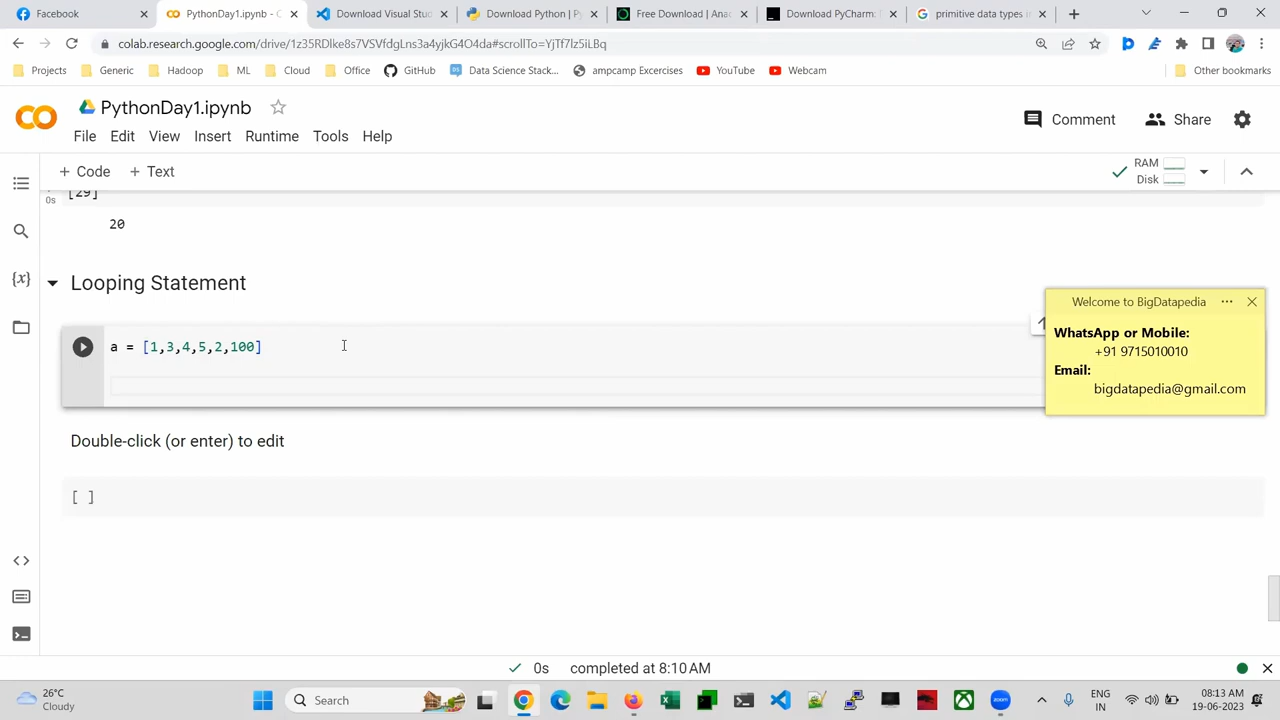 Facebook
PythonDay1.ipynb - C
Download Visual Stud
Download Python | Py
Free Download | Anac
Download PyCharm:
primitive data types in
colab.research.google.com/drive/1z35RDlke8s7VSVfdgLns3a4yjkG4O4da#scrollTo=YjTf7lz5iLBq
Projects
Generic
Hadoop
ML
Cloud
Office
GitHub
Data Science Stack...
ampcamp Excercises
YouTube
Webcam
Other bookmarks
PythonDay1.ipynb
Comment
Share
File Edit View Insert Runtime Tools Help
+ Code + Text
RAM
Disk
[29]
0s
20
Looping Statement
a = [1,3,4,5,2,100]
Welcome to BigDatapedia
WhatsApp or Mobile:
+91 9715010010
Email:
bigdatapedia@gmail.com
Double-click (or enter) to edit
[ ]
0s completed at 8:10 AM
26°C
Cloudy
Search
ENG
IN
08:13 AM
19-06-2023